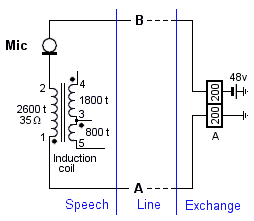 B
Mic
48v
2
4
200
2600 t
1800 t
35Ω
3
200
800 t
1
5
A
Induction
coil
A
Speech
Line
Exchange